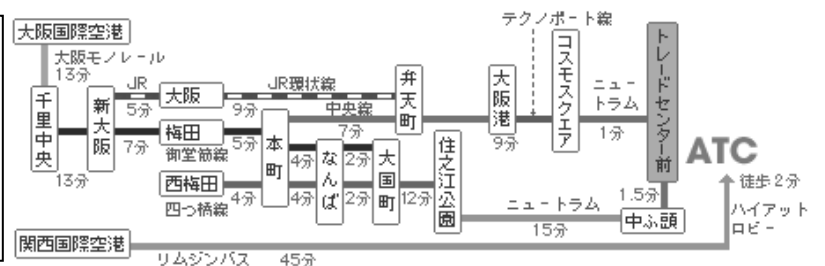 テクノポート線
大阪国際空港
大阪モノレール
13分
JR
JR環状線
大阪
5分
9分
中央線
弁天町
大阪港
コスモスクエア
ニュー
トラム
トレードセンター前
千里中央
新大阪
梅田
7分
御堂筋線
5分
本町
7分
9分
1分
ATC
4分
なんば
2分
大国町
住之江公園
13分
西梅田
四つ橋線
4分
4分
2分
12分
ニュートラム
15分
1.5分
中ふ頭
徒歩2分
ハイアット
ロビー
関西国際空港
リムジンバス 45分